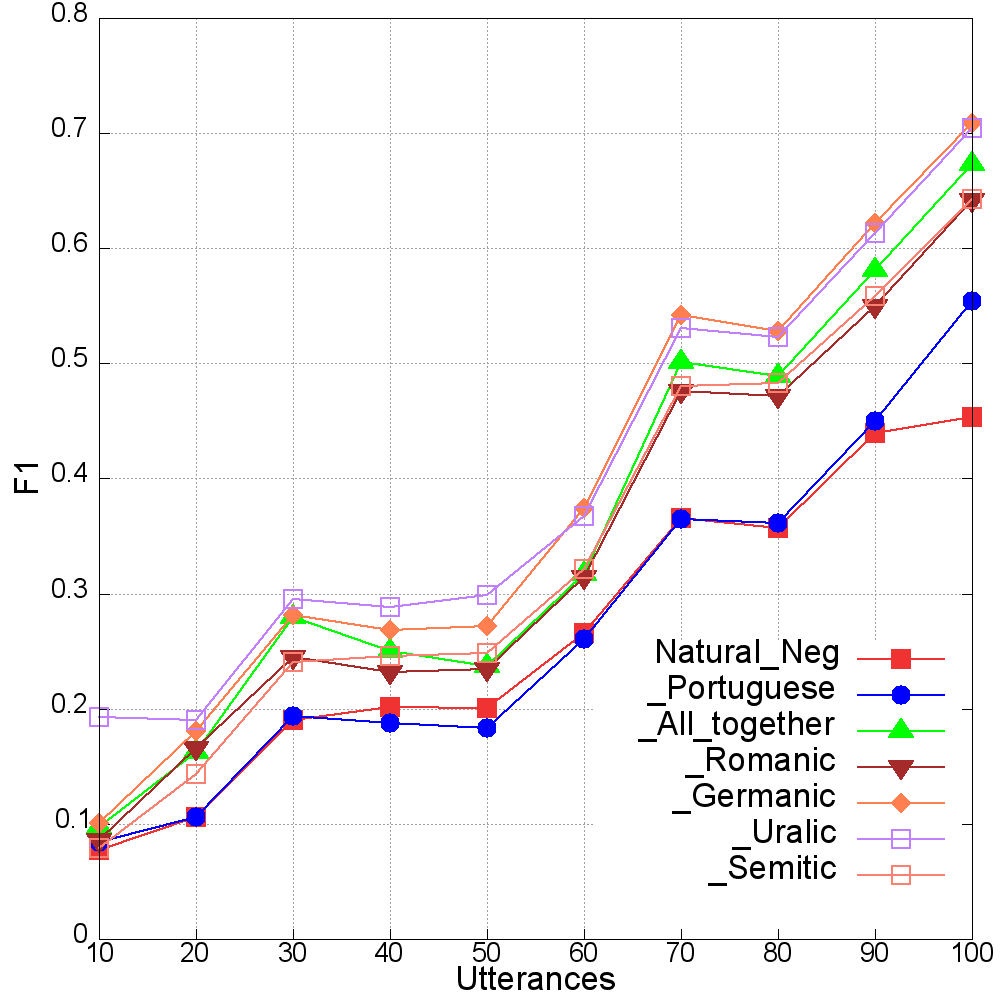 0.8
0.7
0.6
0.5
0.4
0.3
0.2
0.1
0
F1
10 20 30 40 50 60 70 80 90 100
Utterances
Natural_Neg
_Portuguese
_All_together
_Romanic
_Germanic
_Uralic
_Semitic